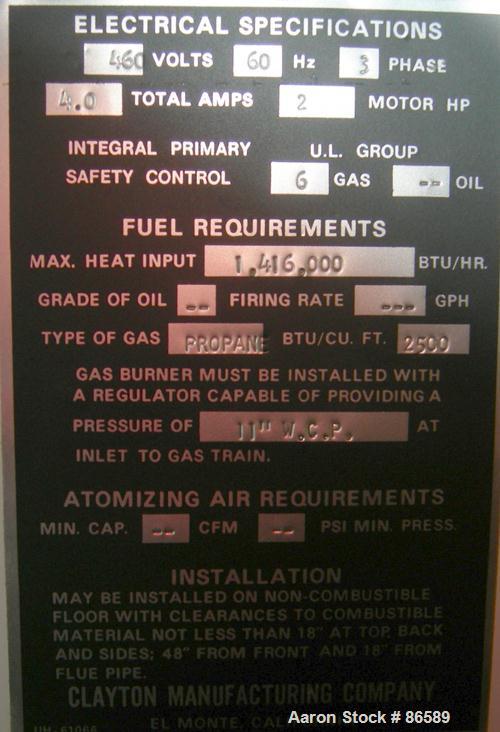 ELECTRICAL SPECIFICATIONS
460 VOLTS 60 Hz 3 PHASE
4.0 TOTAL AMPS 2 MOTOR HP
INTEGRAL PRIMARY U.L. GROUP
SAFETY CONTROL 6 GAS -- OIL
FUEL REQUIREMENTS
MAX. HEAT INPUT 1,416,000 BTU/HR.
GRADE OF OIL -- FIRING RATE --- GPH
TYPE OF GAS PROPANE BTU/CU. FT. 2500
GAS BURNER MUST BE INSTALLED WITH
A REGULATOR CAPABLE OF PROVIDING A
PRESSURE OF 11" W.C.P. AT
INLET TO GAS TRAIN.
ATOMIZING AIR REQUIREMENTS
MIN. CAP. -- CFM -- PSI MIN. PRESS.
INSTALLATION
MAY BE INSTALLED ON NON-COMBUSTIBLE
FLOOR WITH CLEARANCES TO COMBUSTIBLE
MATERIAL NOT LESS THAN 18" AT TOP, BACK
AND SIDES; 48" FROM FRONT AND 18" FROM
FLUE PIPE.
CLAYTON MANUFACTURING COMPANY
EL MONTE,
Aaron Stock # 86589